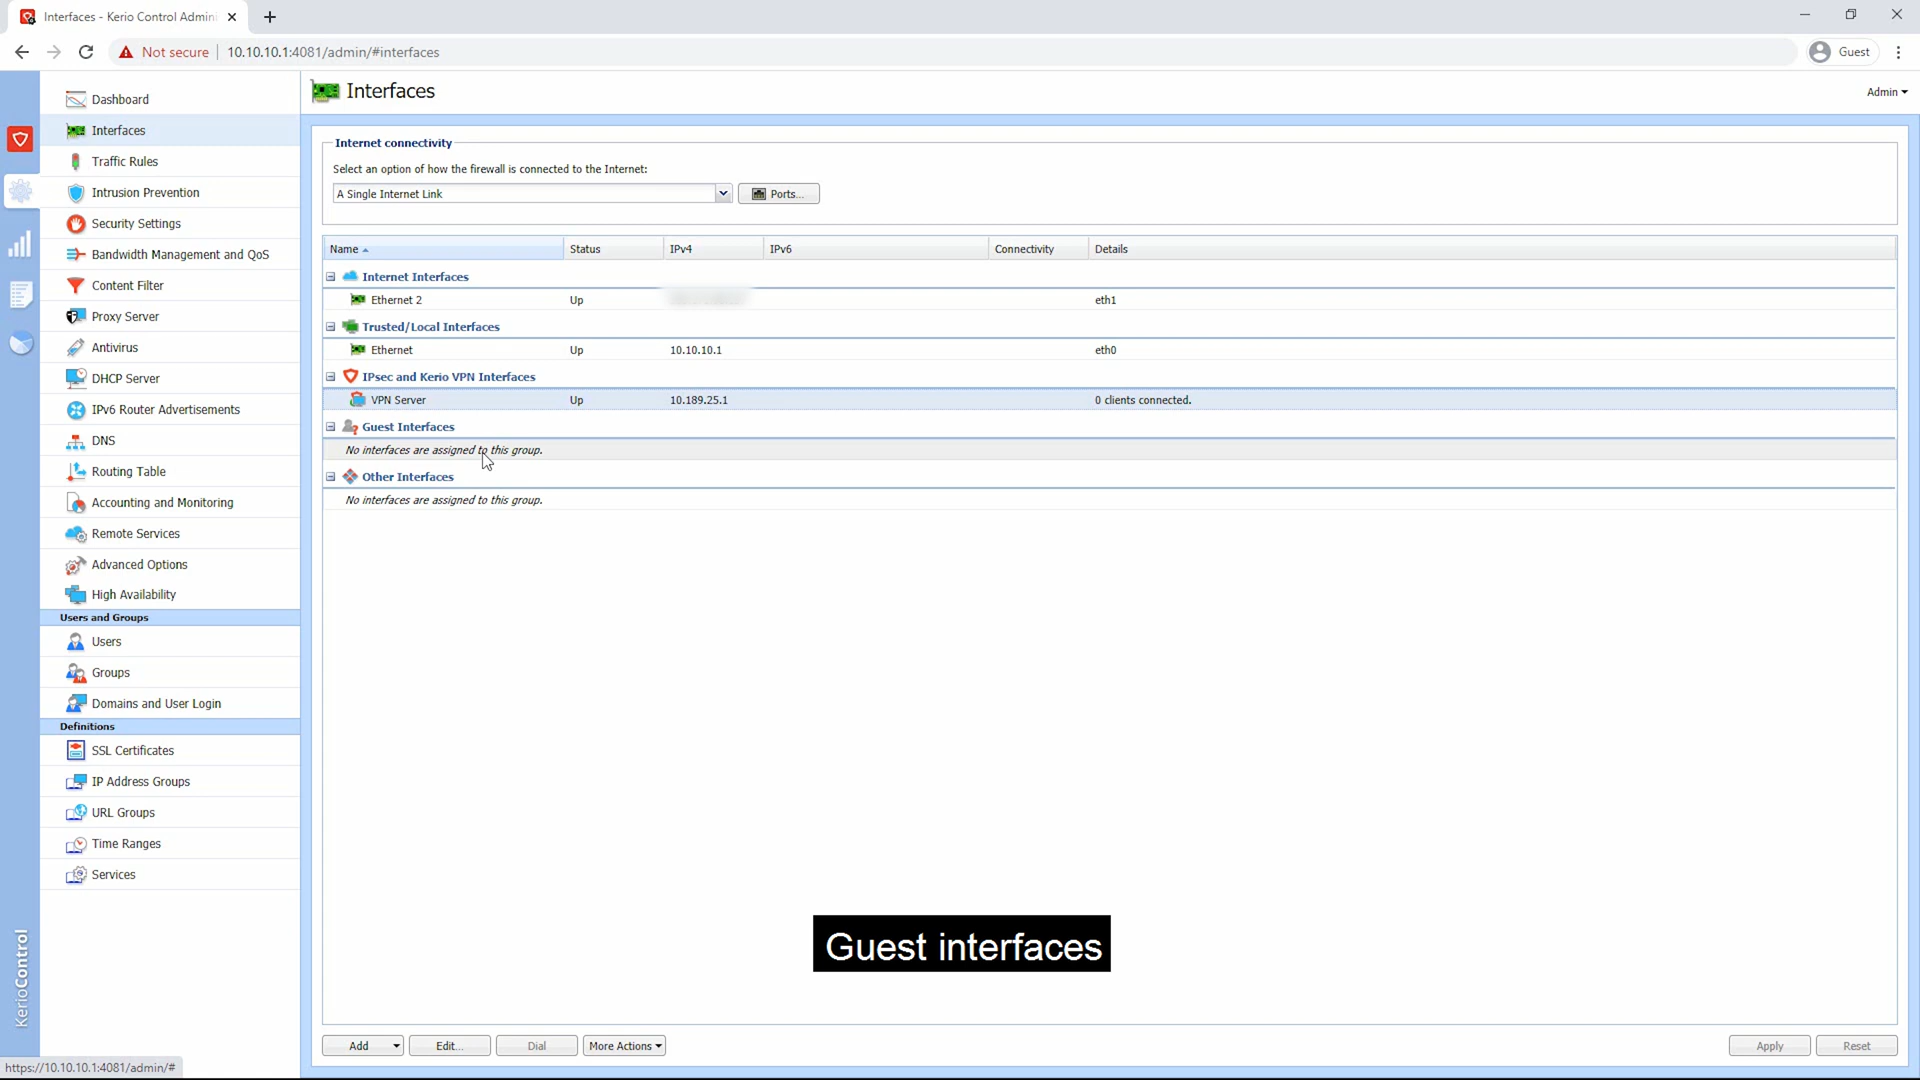 Interfaces - Kerio Control Admini
Not secure
10.10.10.1:4081/admin/#interfaces
Guest
Dashboard
Interfaces
Traffic Rules
Intrusion Prevention
Security Settings
Bandwidth Management and QoS
Content Filter
Proxy Server
Antivirus
DHCP Server
IPv6 Router Advertisements
DNS
Routing Table
Accounting and Monitoring
Remote Services
Advanced Options
High Availability
Users and Groups
Users
Groups
Domains and User Login
Definitions
SSL Certificates
IP Address Groups
URL Groups
Time Ranges
Services
KerioControl
https://10.10.10.1:4081/admin/#
Interfaces
Admin
Internet connectivity
Select an option of how the firewall is connected to the Internet:
A Single Internet Link
Ports...
Name Status IPv4 IPv6 Connectivity Details
Internet Interfaces
Ethernet 2 Up eth1
Trusted/Local Interfaces
Ethernet Up 10.10.10.1 eth0
IPsec and Kerio VPN Interfaces
VPN Server Up 10.189.25.1 0 clients connected.
Guest Interfaces
No interfaces are assigned to this group.
Other Interfaces
No interfaces are assigned to this group.
Guest interfaces
Add Edit... Dial More Actions Apply Reset